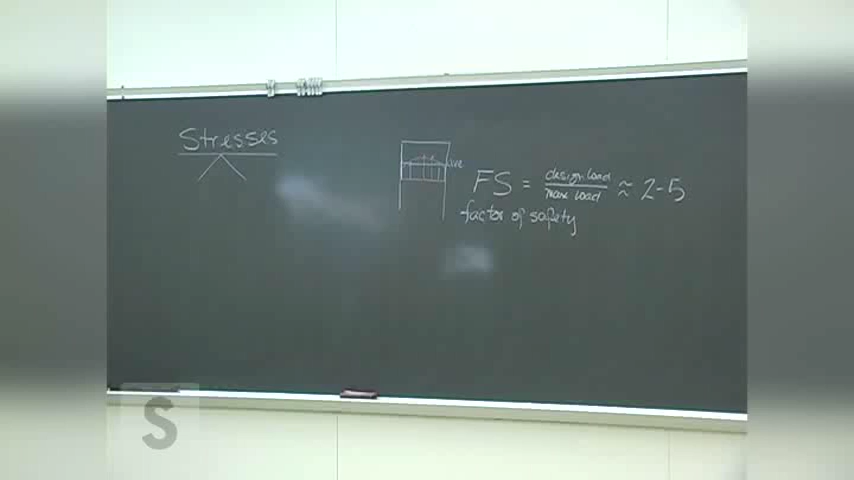 Stresses
live
FS = design load / max load ≈ 2-5
factor of safety
S